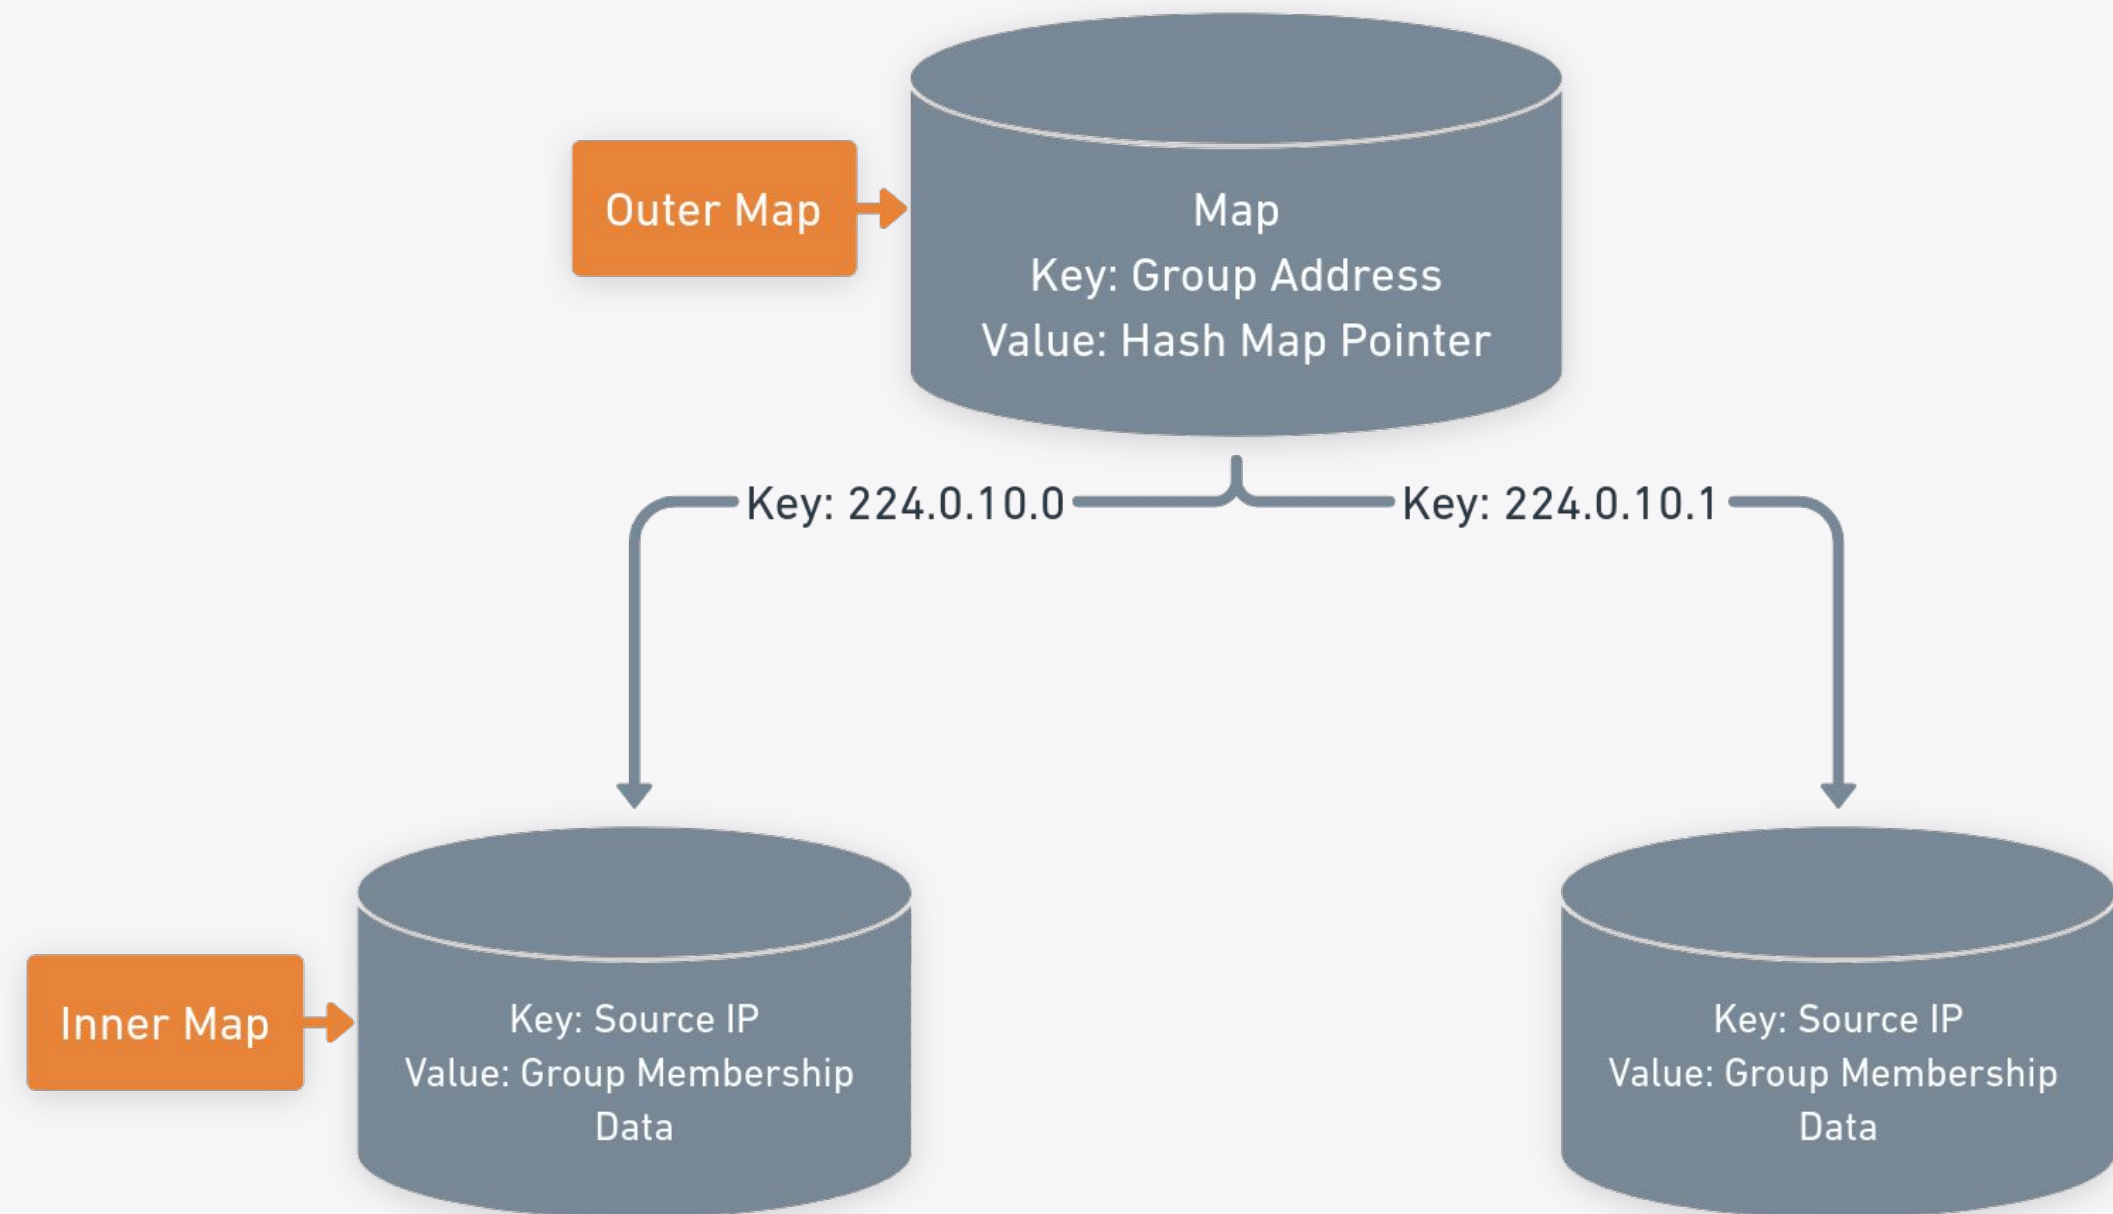 Outer Map
Map
Key: Group Address
Value: Hash Map Pointer
Key: 224.0.10.0
Key: 224.0.10.1
Inner Map
Key: Source IP
Value: Group Membership
Data
Key: Source IP
Value: Group Membership
Data